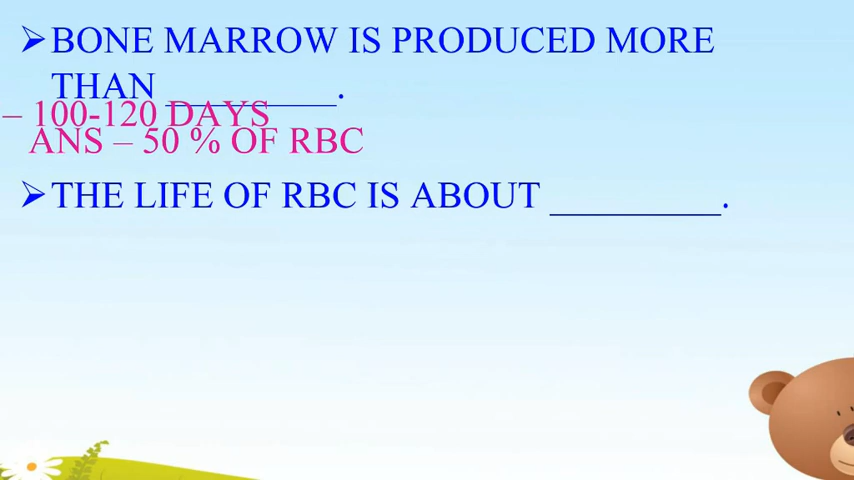 ➢BONE MARROW IS PRODUCED MORE
THAN _________.
– 100-120 DAYS
ANS – 50 % OF RBC
➢THE LIFE OF RBC IS ABOUT _________.